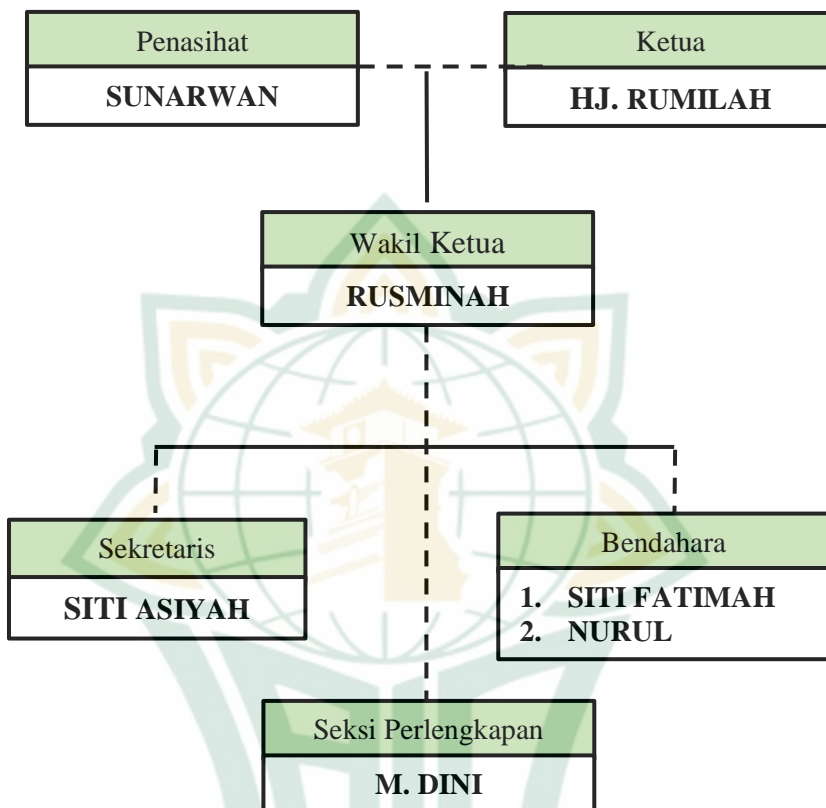 Penasihat
SUNARWAN
Ketua
HJ. RUMILAH
Wakil Ketua
RUSMINAH
Sekretaris
SITI ASIYAH
Bendahara
1. SITI FATIMAH
2. NURUL
Seksi Perlengkapan
M. DINI